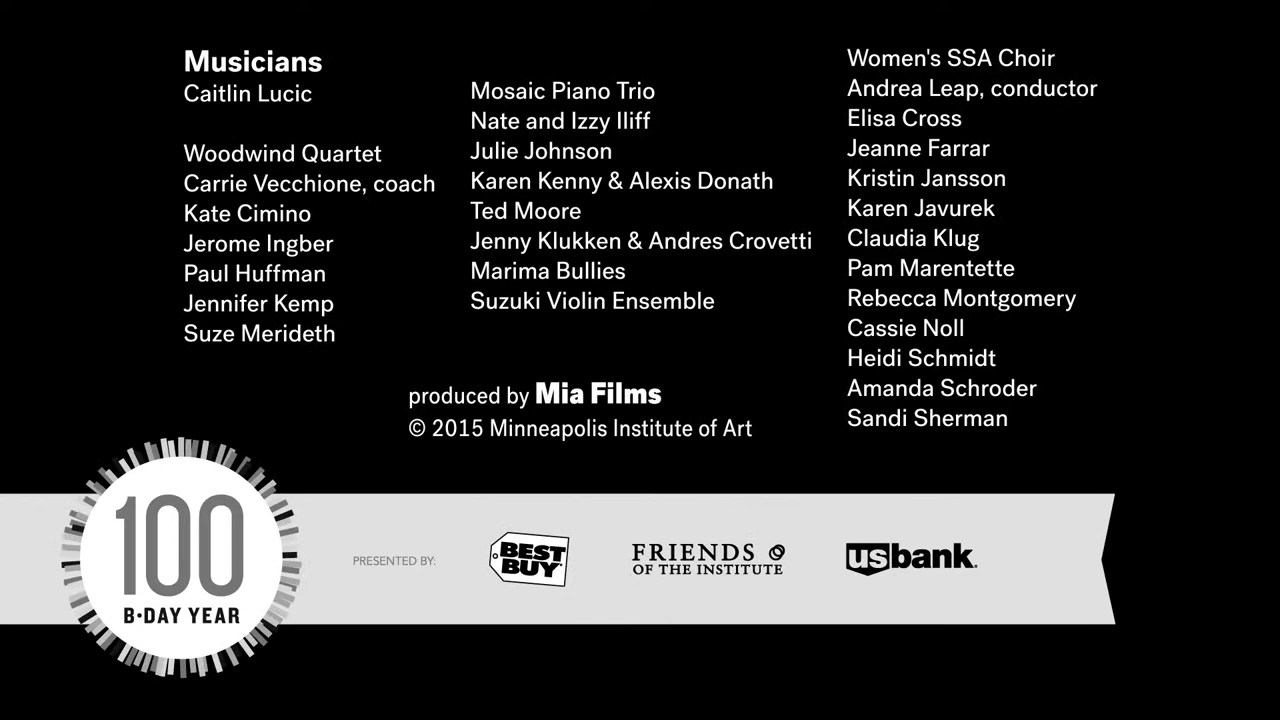 Musicians
Caitlin Lucic
Woodwind Quartet
Carrie Vecchione, coach
Kate Cimino
Jerome Ingber
Paul Huffman
Jennifer Kemp
Suze Merideth
Mosaic Piano Trio
Nate and Izzy Iliff
Julie Johnson
Karen Kenny & Alexis Donath
Ted Moore
Jenny Klukken & Andres Crovetti
Marima Bullies
Suzuki Violin Ensemble
Women's SSA Choir
Andrea Leap, conductor
Elisa Cross
Jeanne Farrar
Kristin Jansson
Karen Javurek
Claudia Klug
Pam Marentette
Rebecca Montgomery
Cassie Noll
Heidi Schmidt
Amanda Schroder
Sandi Sherman
produced by Mia Films
© 2015 Minneapolis Institute of Art
100
B•DAY YEAR
PRESENTED BY:
BEST
BUY
FRIENDS
OF THE INSTITUTE
usbank.